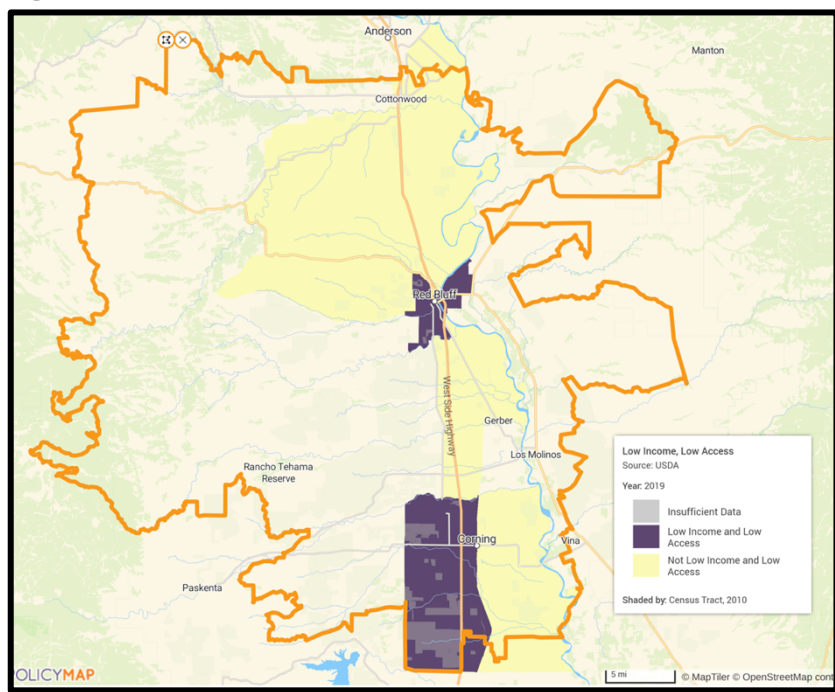 Anderson
Manton
Cottonwood
Red Bluff
West Side Highway
Gerber
Los Molinos
Rancho Tehama
Reserve
Corning
Vina
Paskenta
Low Income, Low Access
Source: USDA
Year: 2019
Insufficient Data
Low Income and Low
Access
Not Low Income and Low
Access
Shaded by: Census Tract, 2010
OLICYMAP
5 mi
© MapTiler © OpenStreetMap cont